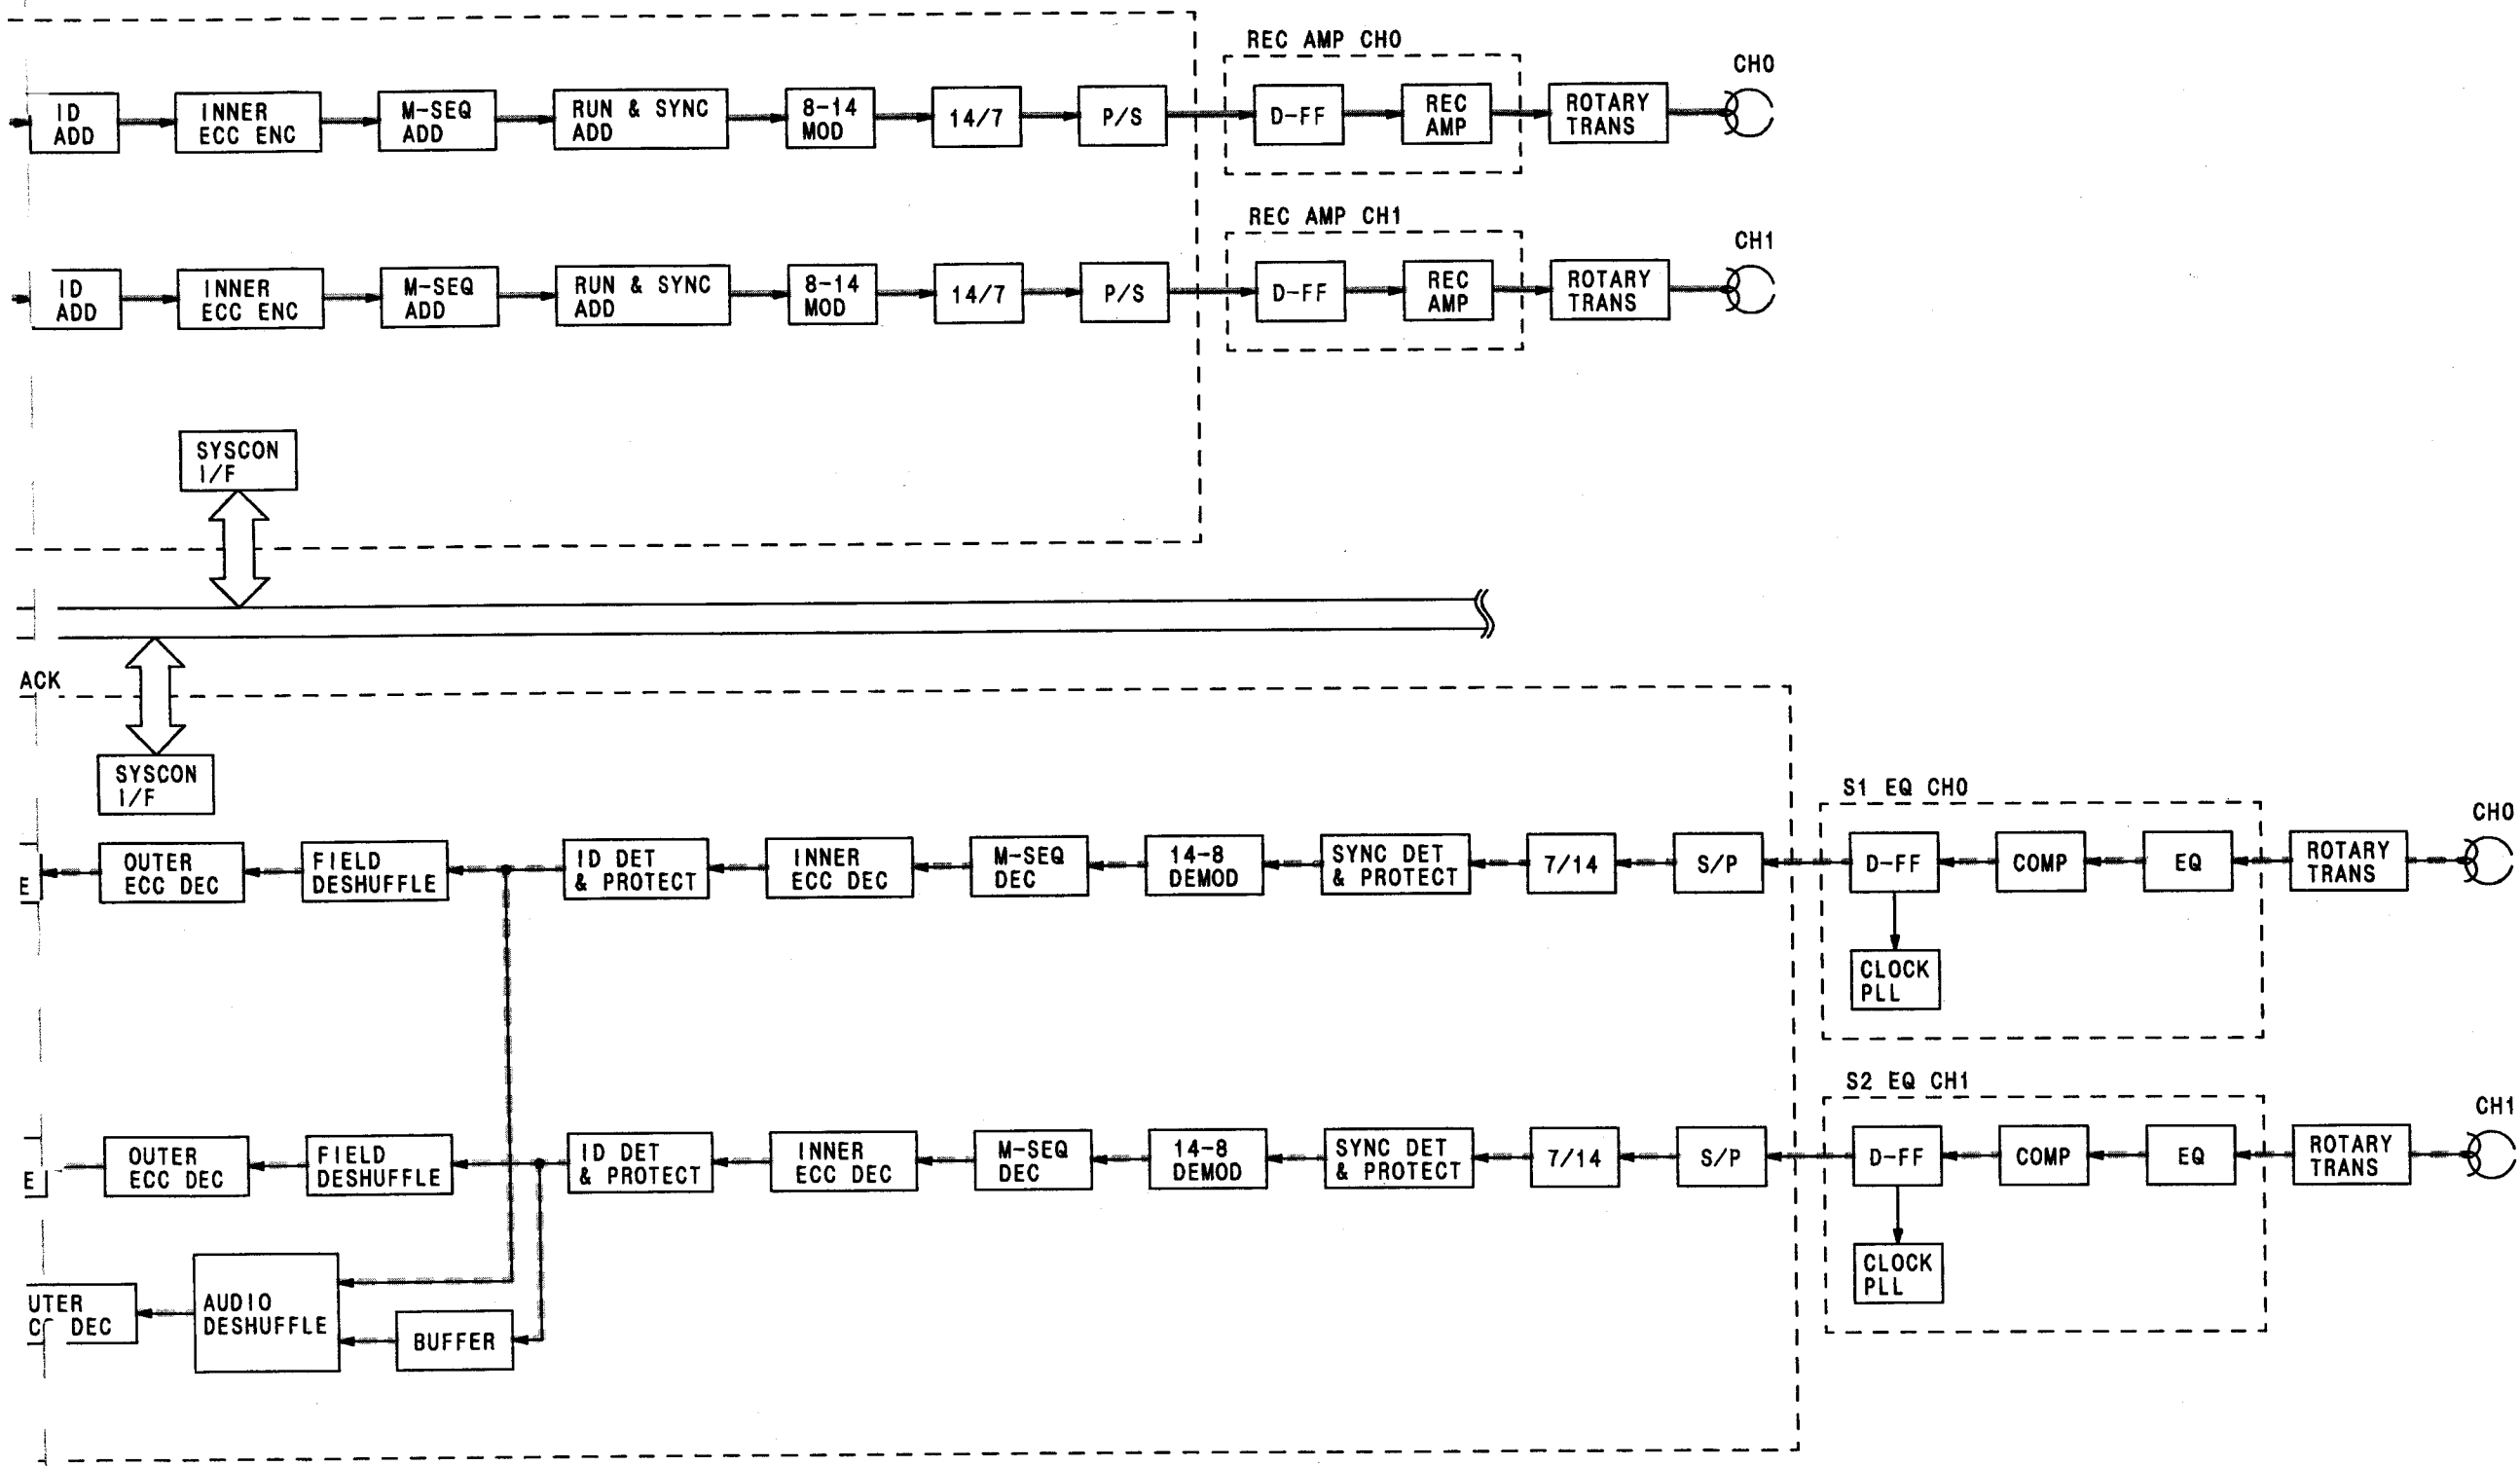 REC AMP CH0
CH0
ID
ADD
INNER
ECC ENC
M-SEQ
ADD
RUN & SYNC
ADD
8-14
MOD
14/7
P/S
D-FF
REC
AMP
ROTARY
TRANS
REC AMP CH1
CH1
ID
ADD
INNER
ECC ENC
M-SEQ
ADD
RUN & SYNC
ADD
8-14
MOD
14/7
P/S
D-FF
REC
AMP
ROTARY
TRANS
SYSCON
I/F
ACK
SYSCON
I/F
S1 EQ CH0
CH0
E
OUTER
ECC DEC
FIELD
DESHUFFLE
ID DET
& PROTECT
INNER
ECC DEC
M-SEQ
DEC
14-8
DEMOD
SYNC DET
& PROTECT
7/14
S/P
D-FF
COMP
EQ
ROTARY
TRANS
CLOCK
PLL
S2 EQ CH1
CH1
E
OUTER
ECC DEC
FIELD
DESHUFFLE
ID DET
& PROTECT
INNER
ECC DEC
M-SEQ
DEC
14-8
DEMOD
SYNC DET
& PROTECT
7/14
S/P
D-FF
COMP
EQ
ROTARY
TRANS
CLOCK
PLL
UTER
DEC
AUDIO
DESHUFFLE
BUFFER